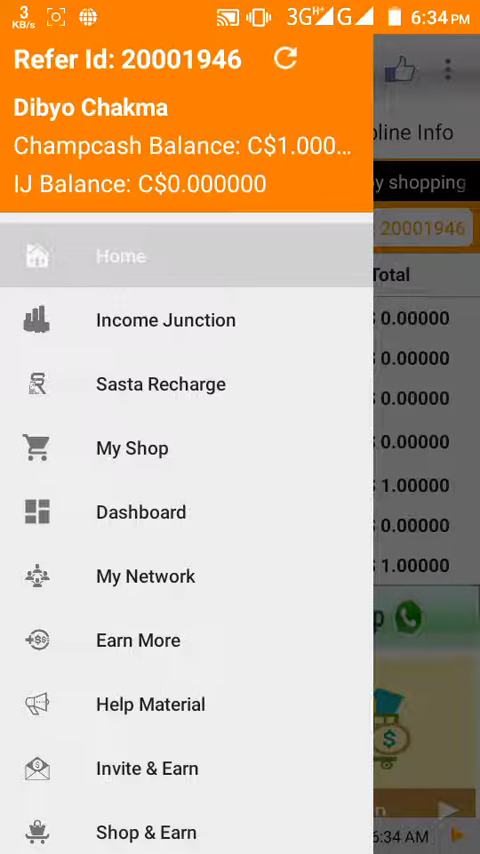 3
KB/s
3G H+ G 6:34 PM
Refer Id: 20001946
Dibyo Chakma
Champcash Balance: C$1.000...
IJ Balance: C$0.000000
Info
shopping
20001946
Total
0.00000
0.00000
0.00000
0.00000
1.00000
0.00000
1.00000
Home
Income Junction
Sasta Recharge
My Shop
Dashboard
My Network
Earn More
Help Material
Invite & Earn
Shop & Earn
6:34 AM